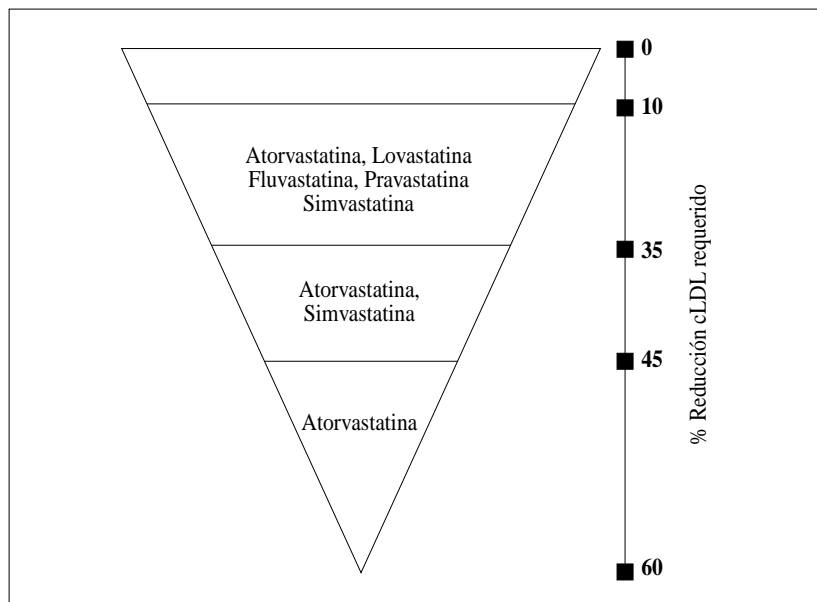 0
10
Atorvastatina, Lovastatina
Fluvastatina, Pravastatina
Simvastatina
35
Atorvastatina,
Simvastatina
45
Atorvastatina
60
% Reducción cLDL requerido